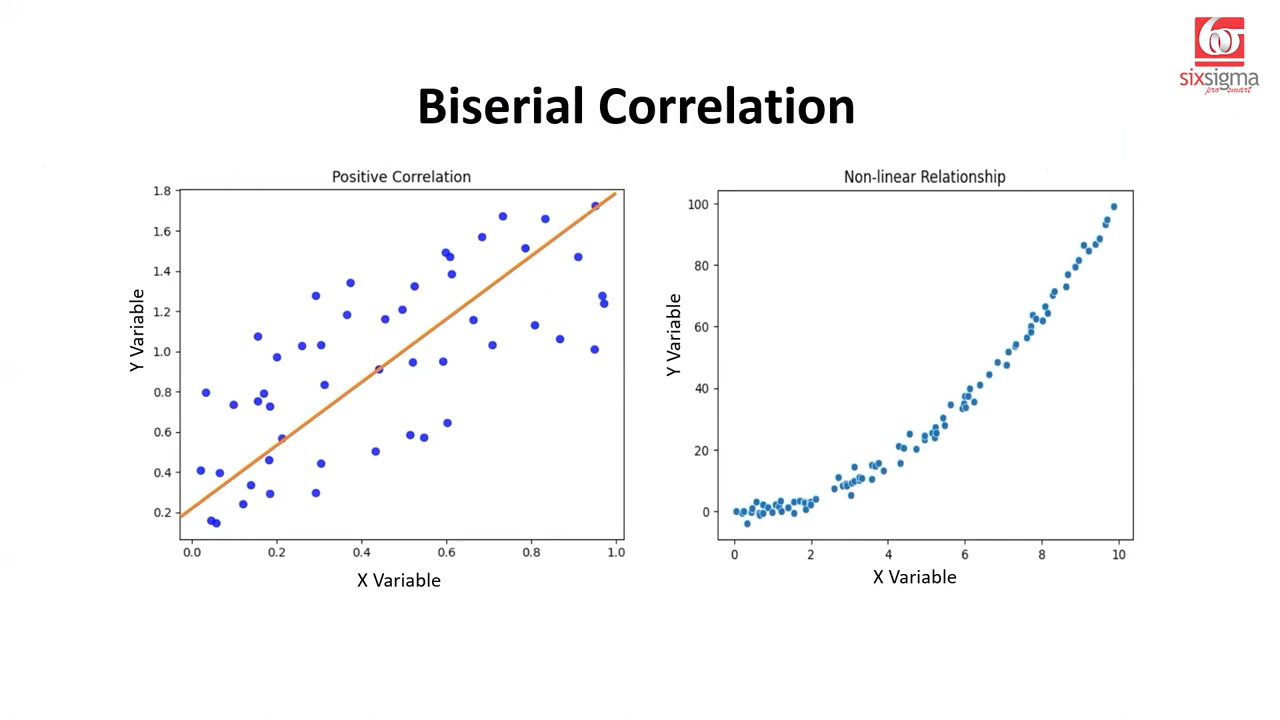 sixsigma
pro smart
Biserial Correlation
Positive Correlation
1.8
1.6
1.4
1.2
1.0
0.8
0.6
0.4
0.2
Y Variable
0.0 0.2 0.4 0.6 0.8 1.0
X Variable
Non-linear Relationship
100
80
60
40
20
0
Y Variable
0 2 4 6 8 10
X Variable